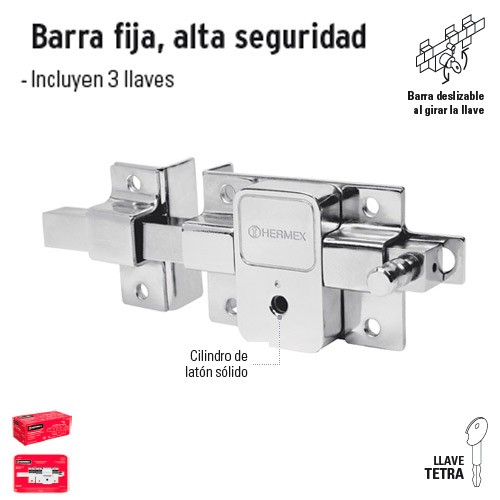 Barra fija, alta seguridad
- Incluyen 3 llaves
Barra deslizable
al girar la llave
HERMEX
Cilindro de
latón sólido
LLAVE
TETRA